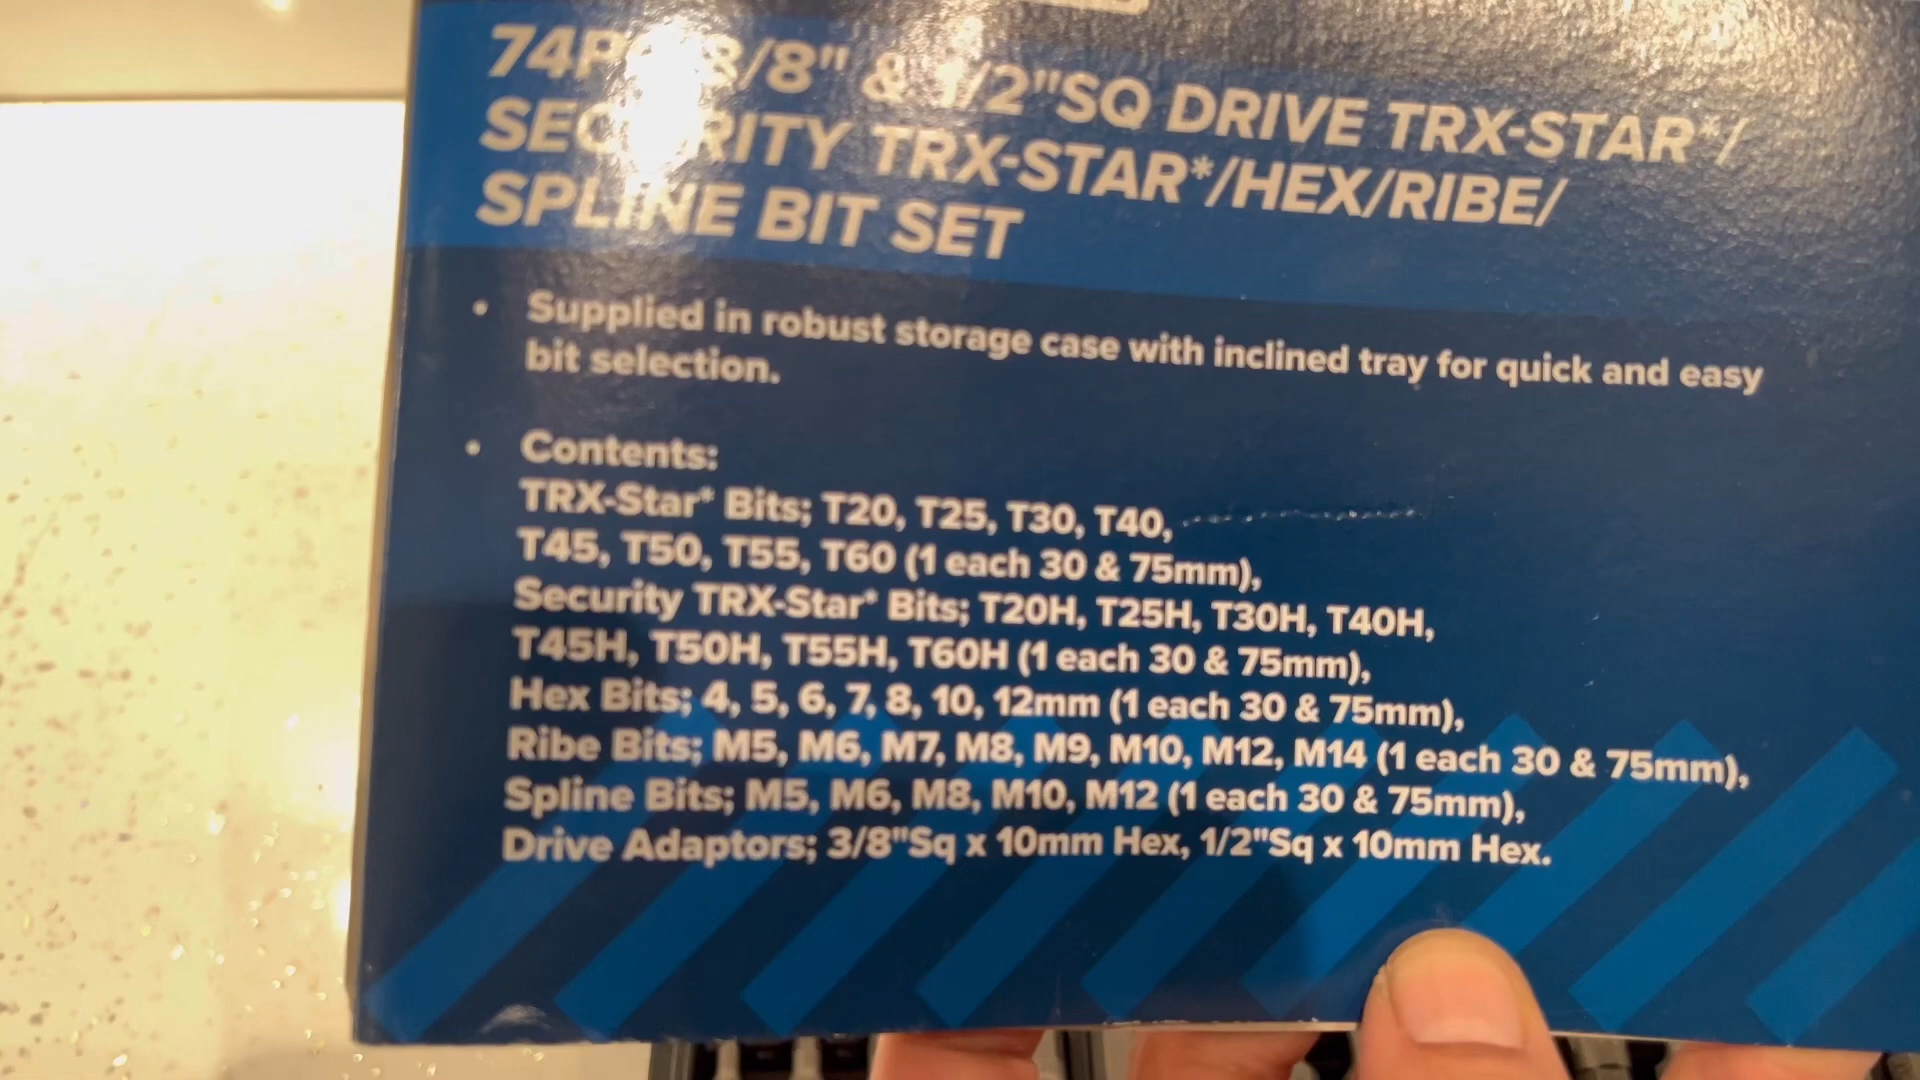 74PC 3/8" & 1/2"SQ DRIVE TRX-STAR*/
SECURITY TRX-STAR*/HEX/RIBE/
SPLINE BIT SET
• Supplied in robust storage case with inclined tray for quick and easy
bit selection.
• Contents:
TRX-Star* Bits; T20, T25, T30, T40,
T45, T50, T55, T60 (1 each 30 & 75mm),
Security TRX-Star* Bits; T20H, T25H, T30H, T40H,
T45H, T50H, T55H, T60H (1 each 30 & 75mm),
Hex Bits; 4, 5, 6, 7, 8, 10, 12mm (1 each 30 & 75mm),
Ribe Bits; M5, M6, M7, M8, M9, M10, M12, M14 (1 each 30 & 75mm),
Spline Bits; M5, M6, M8, M10, M12 (1 each 30 & 75mm),
Drive Adaptors; 3/8"Sq x 10mm Hex, 1/2"Sq x 10mm Hex.